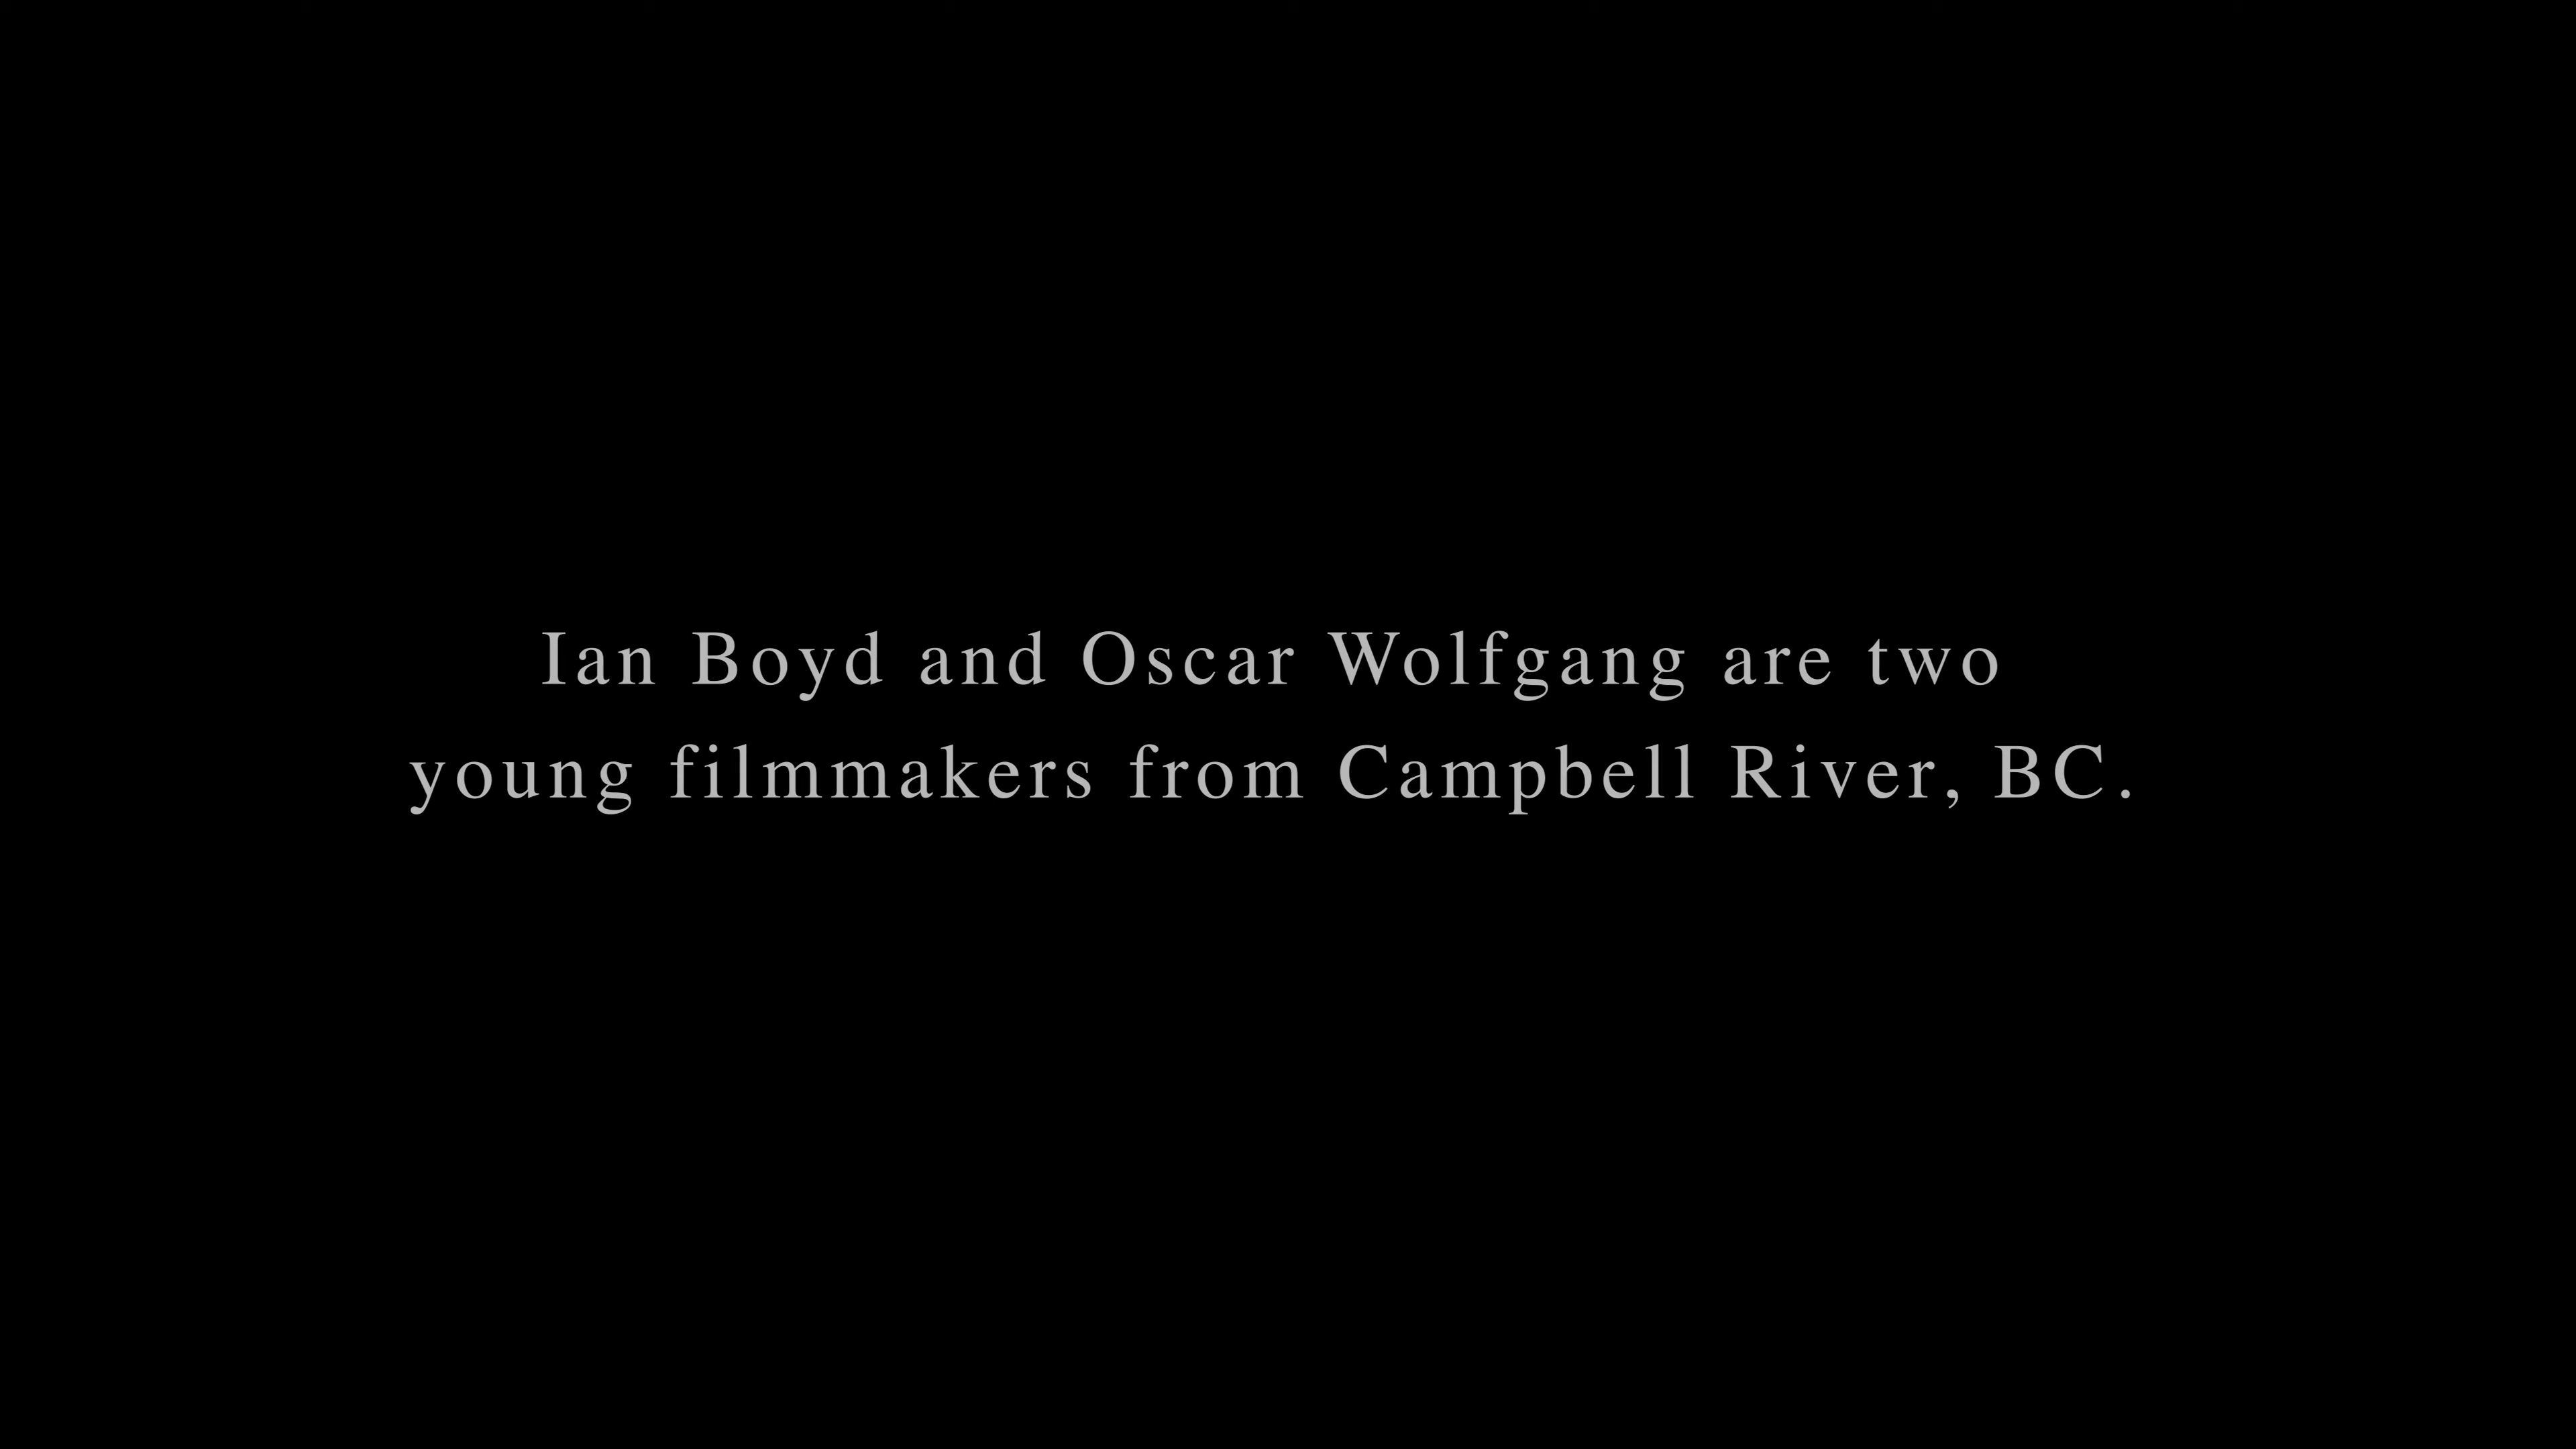 Ian Boyd and Oscar Wolfgang are two
young filmmakers from Campbell River, BC.